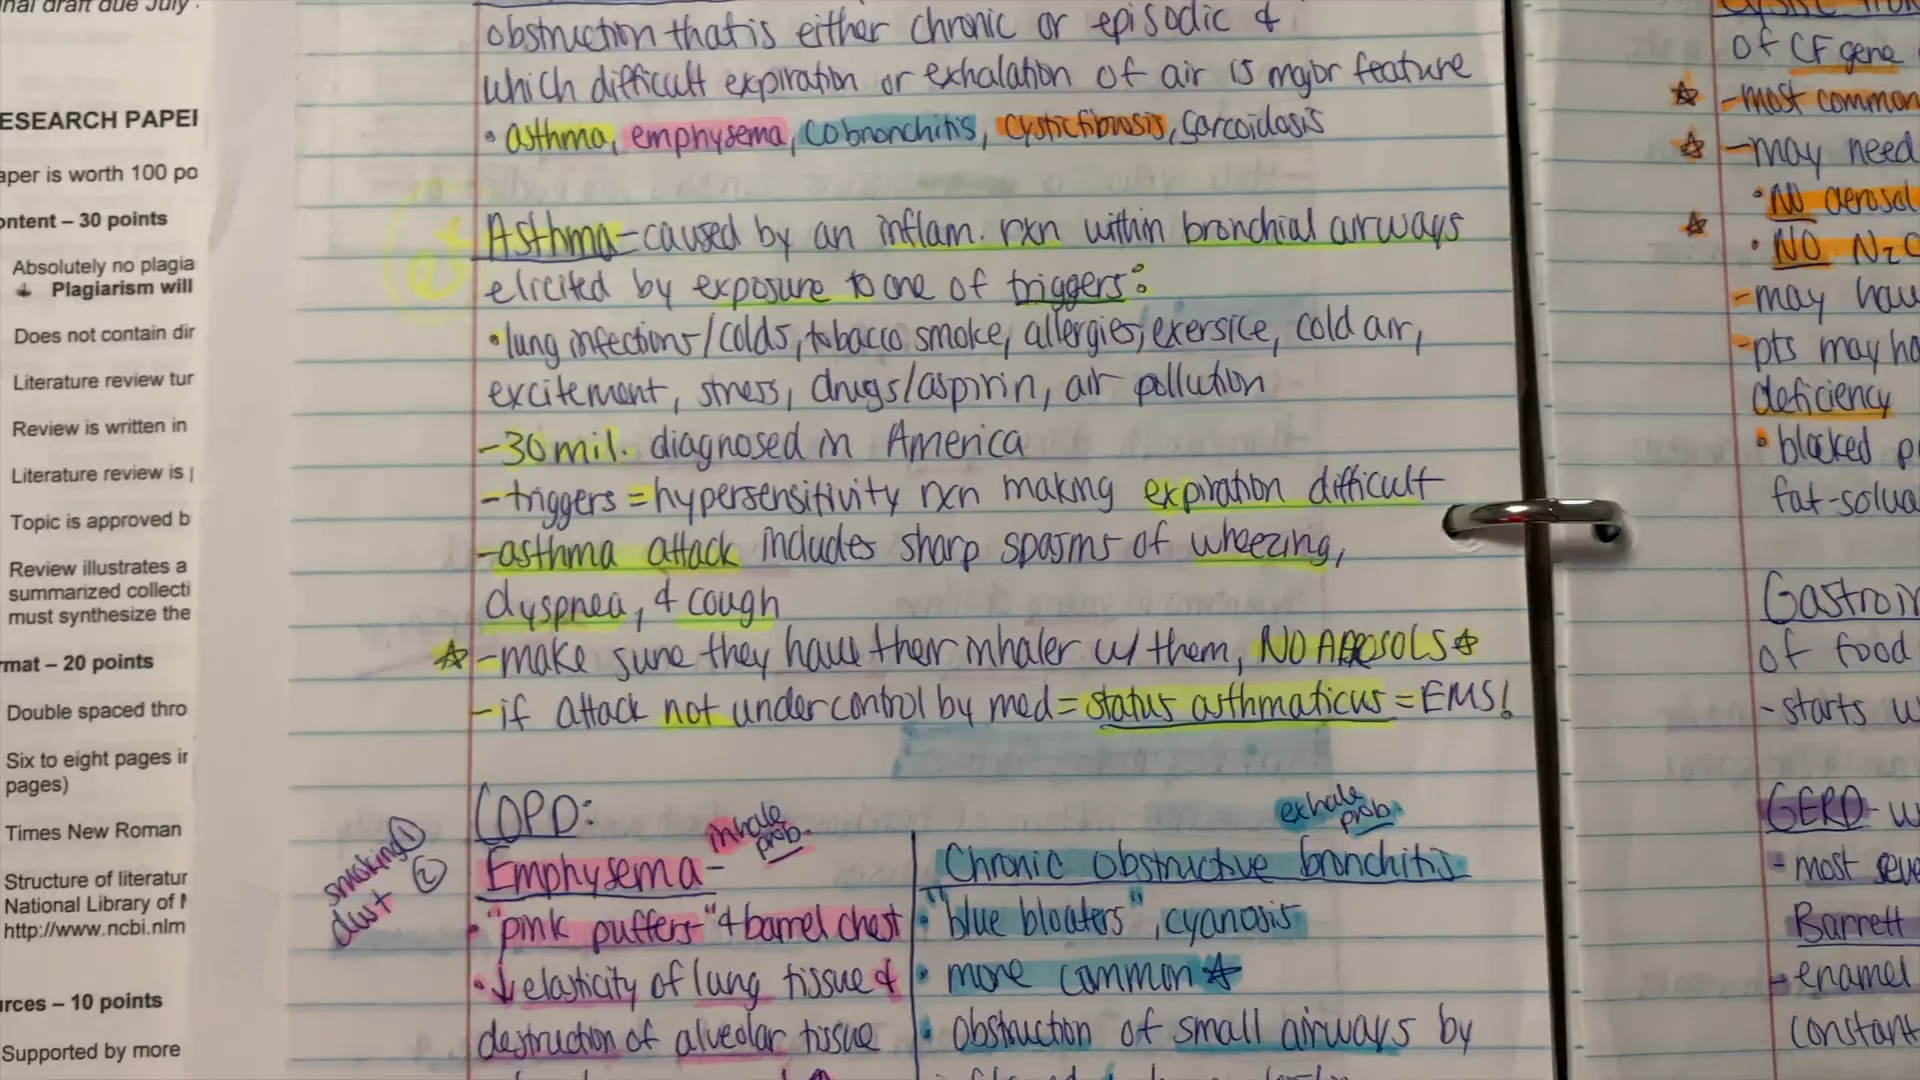 nal draft due July
ESEARCH PAPE
aper is worth 100 po
ontent – 30 points
Absolutely no plagia
Plagiarism will
Does not contain dir
Literature review tur
Review is written in
Literature review is
Topic is approved b
Review illustrates a
summarized collecti
must synthesize the
rmat – 20 points
Double spaced thro
Six to eight pages
pages)
Times New Roman
Structure of literatur
National Library of
http://www.ncbi.nlm
rces – 10 points
Supported by more
obstruction that is either chronic or episodic &
which difficult expiration or exhalation of air is major feature
• asthma, emphysema, cobronchitis, cysticfibrosis, sarcoidosis
ex
Asthma - caused by an inflam. rxn within bronchial airways
elicited by exposure to one of triggers:
• lung infections/colds, tobacco smoke, allergies, exersice, cold air,
excitement, stress, drugs/aspirin, air pollution
- 30 mil. diagnosed in America
- triggers = hypersensitivity rxn making expiration difficult
- asthma attack includes sharp spasms of wheezing,
dyspnea, & cough
☆ - make sure they have their inhaler w/ them, NO AEROSOLS ☆
- if attack not under control by med = status asthmaticus = EMS!
COPD:
smoking ①
dust ②
inhale
prob.
Emphysema -
• "pink puffers" & barrel chest
• ↓ elasticity of lung tissue &
destruction of alveolar tissue
exhale
prob.
Chronic obstructive bronchitis
• "blue bloaters", cyanosis
• more common ☆
• obstruction of small airways by
of CF gene
☆ - most common
☆ - may need
• NO aerosol
☆ • NO N₂O
- may hav
- pts may ha
deficiency
• blocked p
fat-solu
Gastroin
of food
- starts w
GERD - w
- most seve
Barrett
- enamel
constant